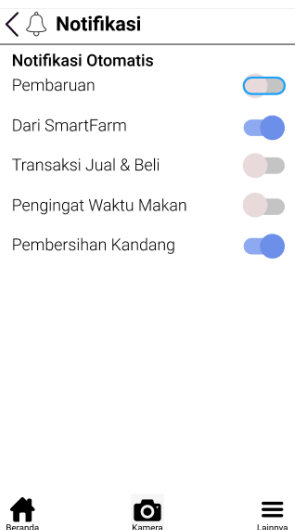 Notifikasi
Notifikasi Otomatis
Pembaruan
Dari SmartFarm
Transaksi Jual & Beli
Pengingat Waktu Makan
Pembersihan Kandang
Beranda
Kamera
Lainnya